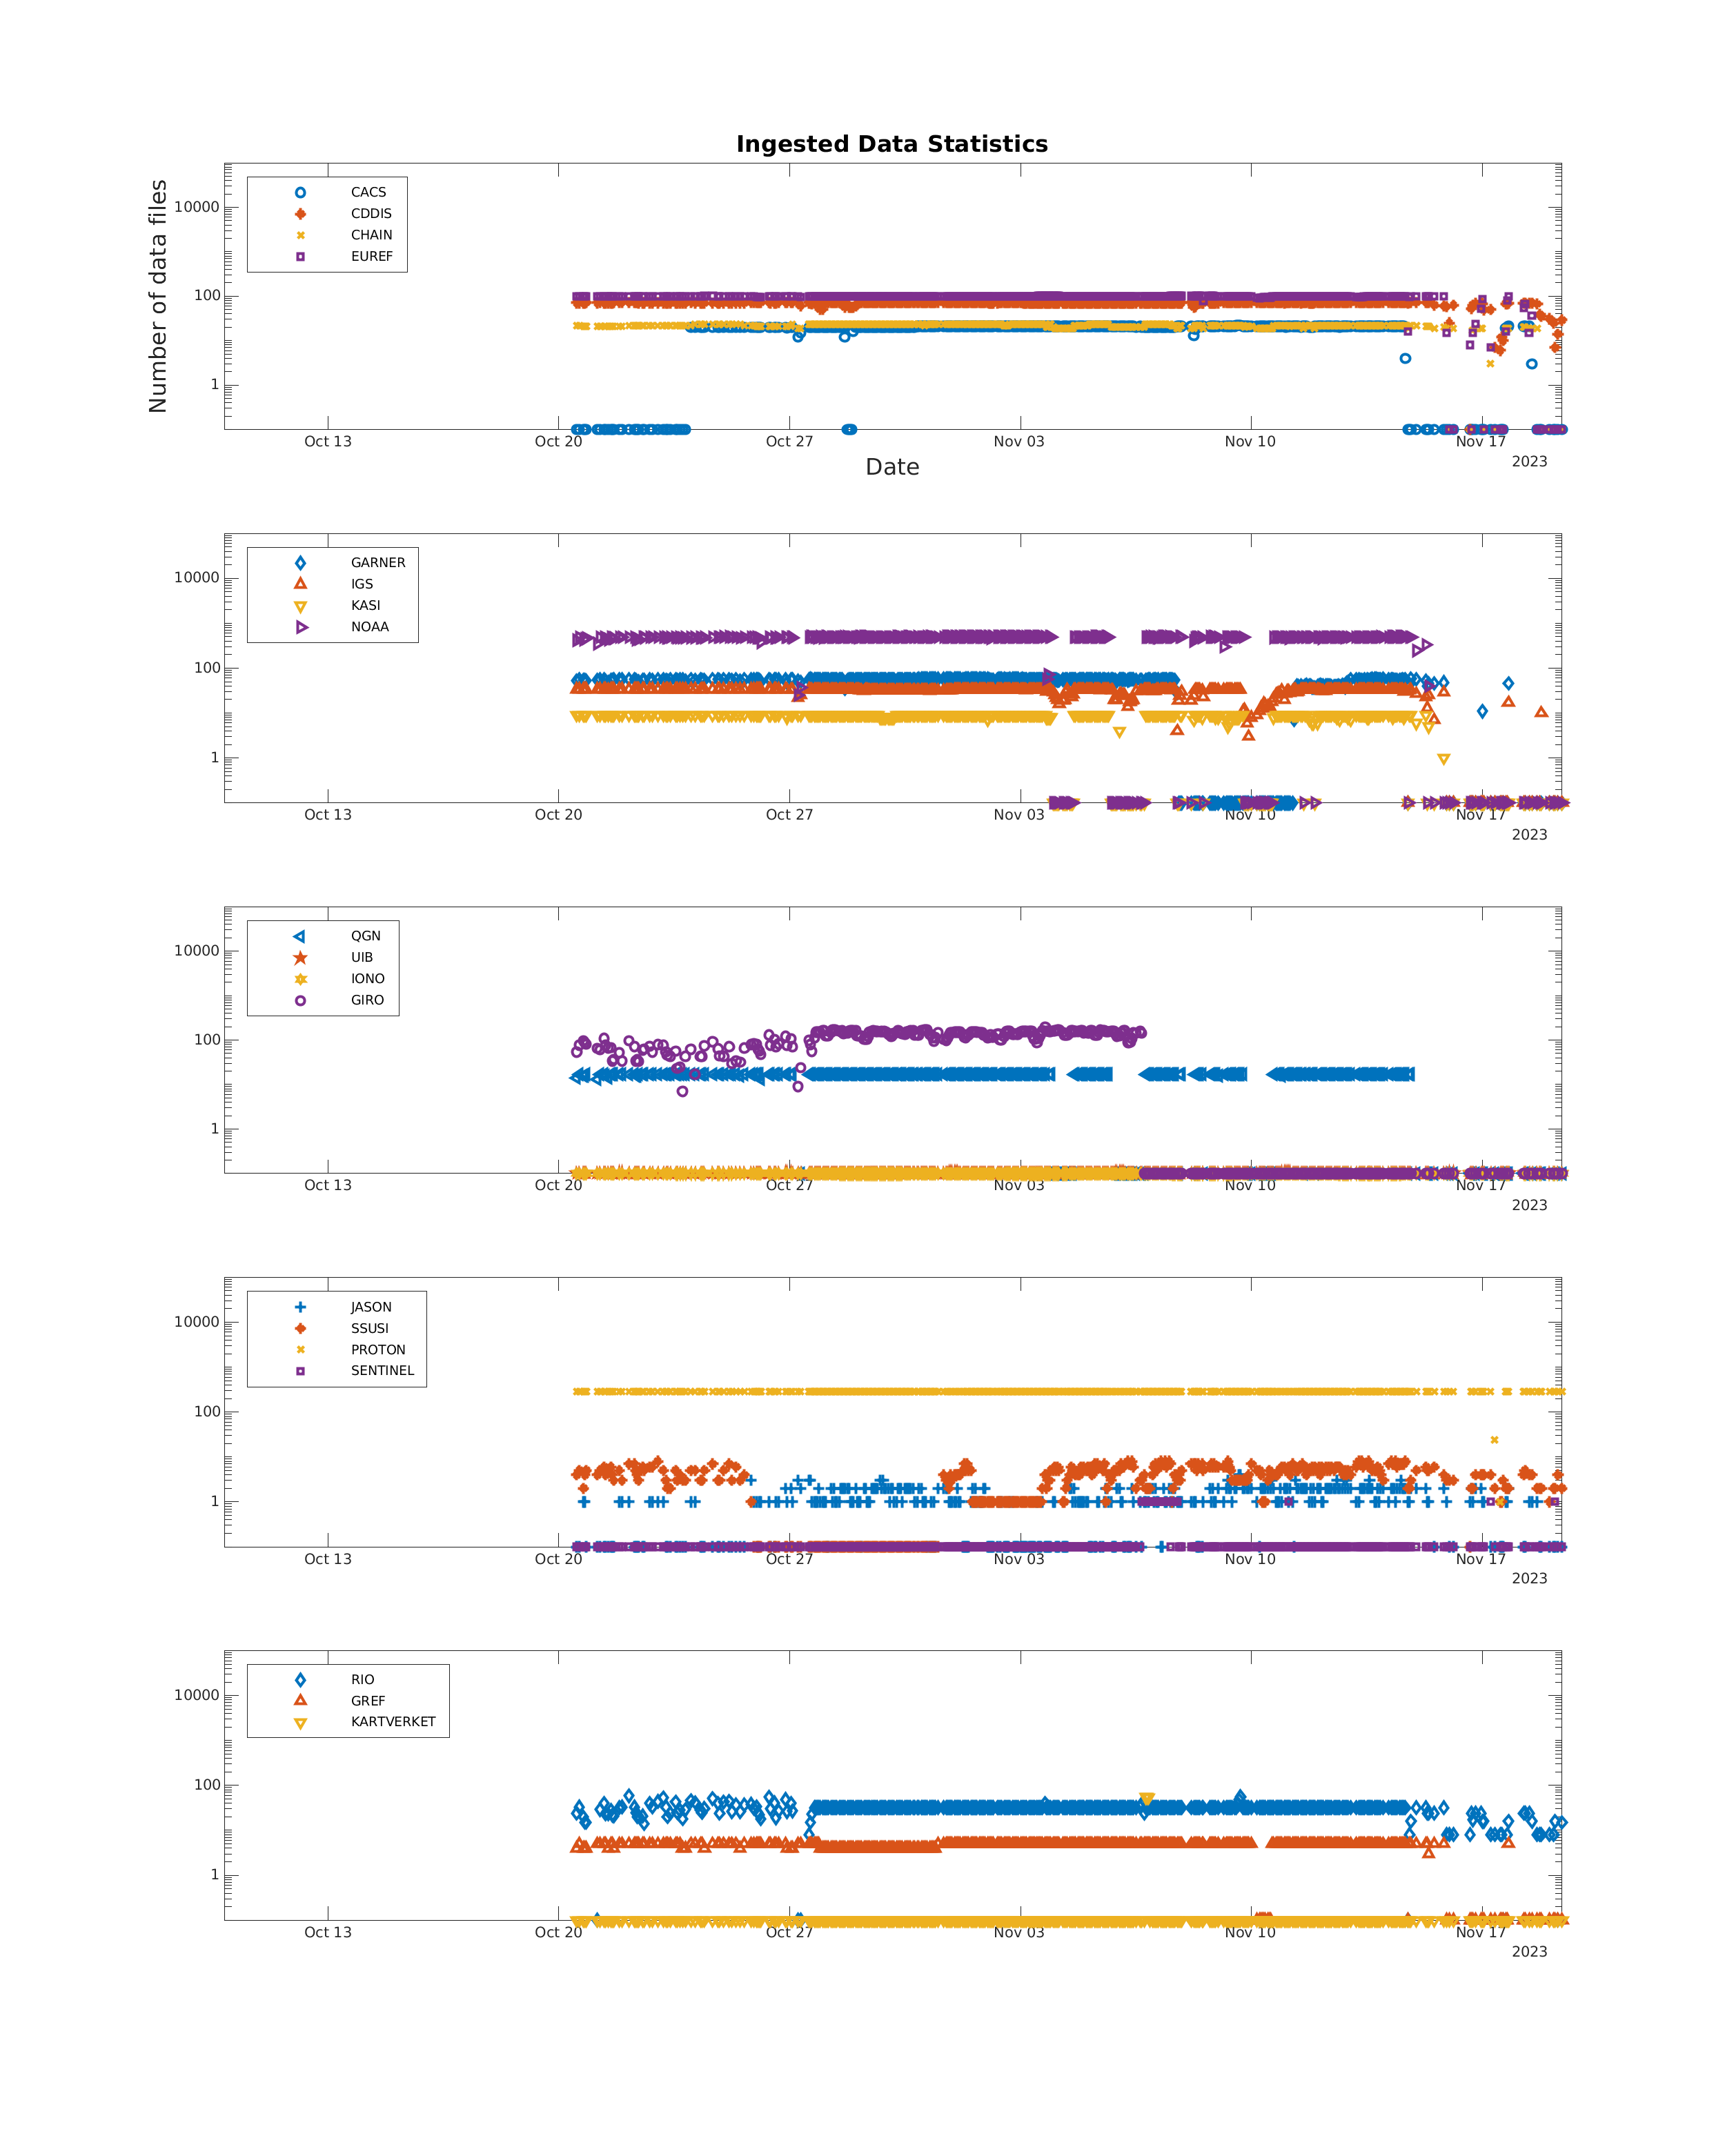 Ingested Data Statistics
Number of data files
CACS
CDDIS
CHAIN
EUREF
10000
100
1
Oct 13 Oct 20 Oct 27 Nov 03 Nov 10 Nov 17
2023
Date
GARNER
IGS
KASI
NOAA
10000
100
1
Oct 13 Oct 20 Oct 27 Nov 03 Nov 10 Nov 17
2023
QGN
UIB
IONO
GIRO
10000
100
1
Oct 13 Oct 20 Oct 27 Nov 03 Nov 10 Nov 17
2023
JASON
SSUSI
PROTON
SENTINEL
10000
100
1
Oct 13 Oct 20 Oct 27 Nov 03 Nov 10 Nov 17
2023
RIO
GREF
KARTVERKET
10000
100
1
Oct 13 Oct 20 Oct 27 Nov 03 Nov 10 Nov 17
2023